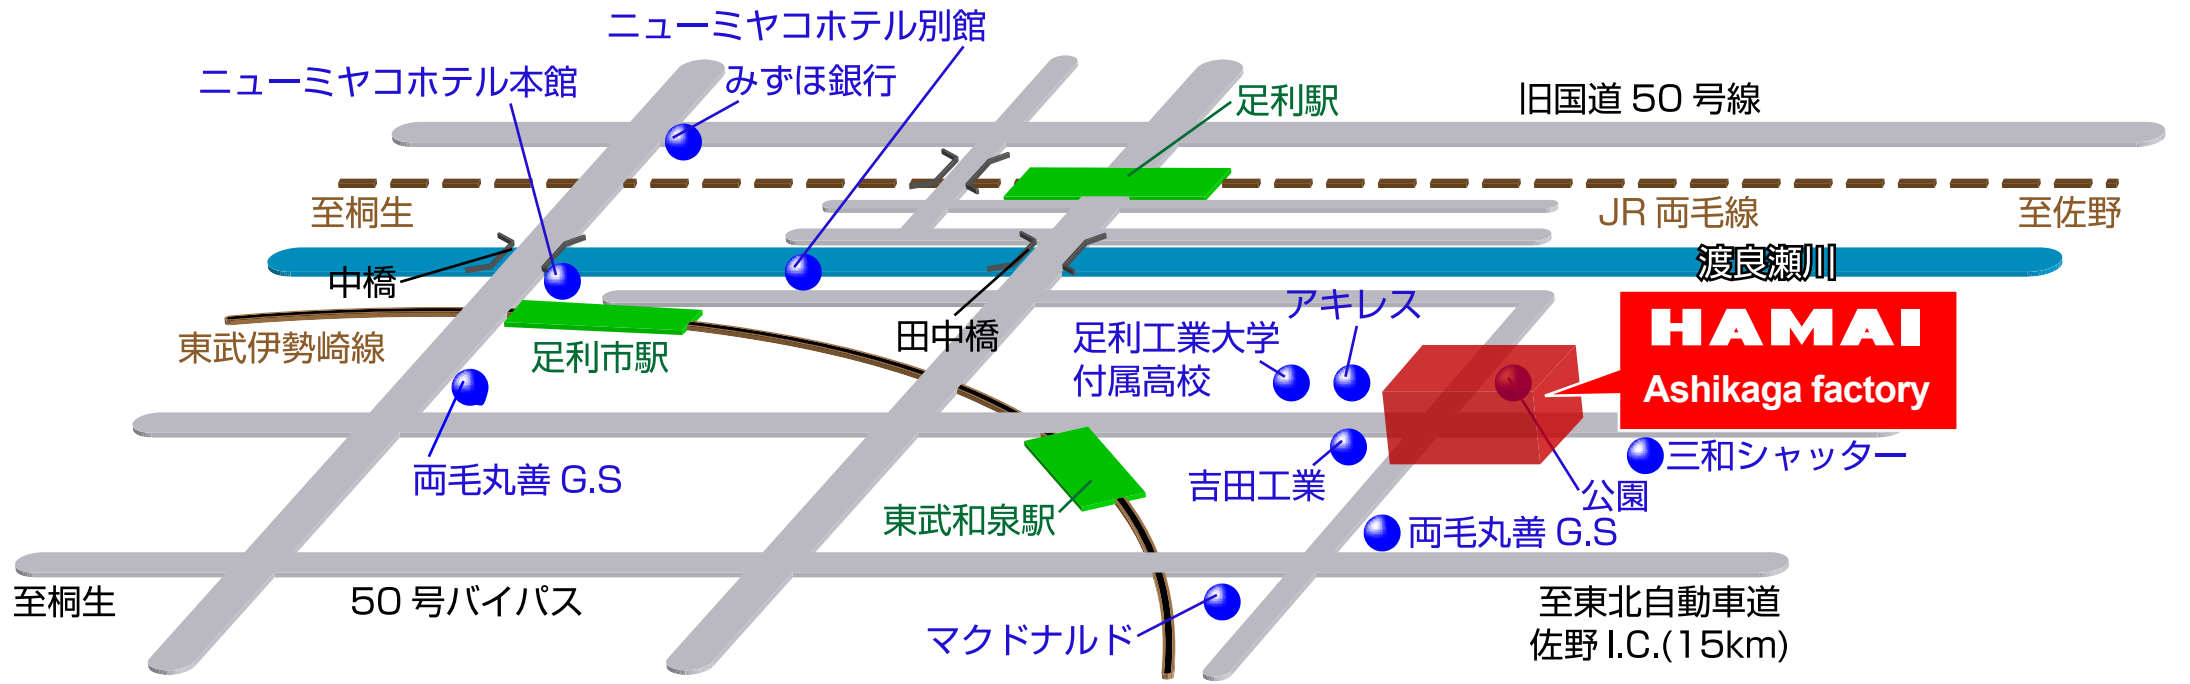 ニューミヤコホテル別館
ニューミヤコホテル本館
みずほ銀行
足利駅
旧国道 50 号線
至桐生
JR 両毛線
至佐野
中橋
渡良瀬川
東武伊勢崎線
足利市駅
田中橋
アキレス
足利工業大学
付属高校
HAMAI
Ashikaga factory
両毛丸善 G.S
吉田工業
三和シャッター
公園
東武和泉駅
両毛丸善 G.S
至桐生
50 号バイパス
マクドナルド
至東北自動車道
佐野 I.C.(15km)